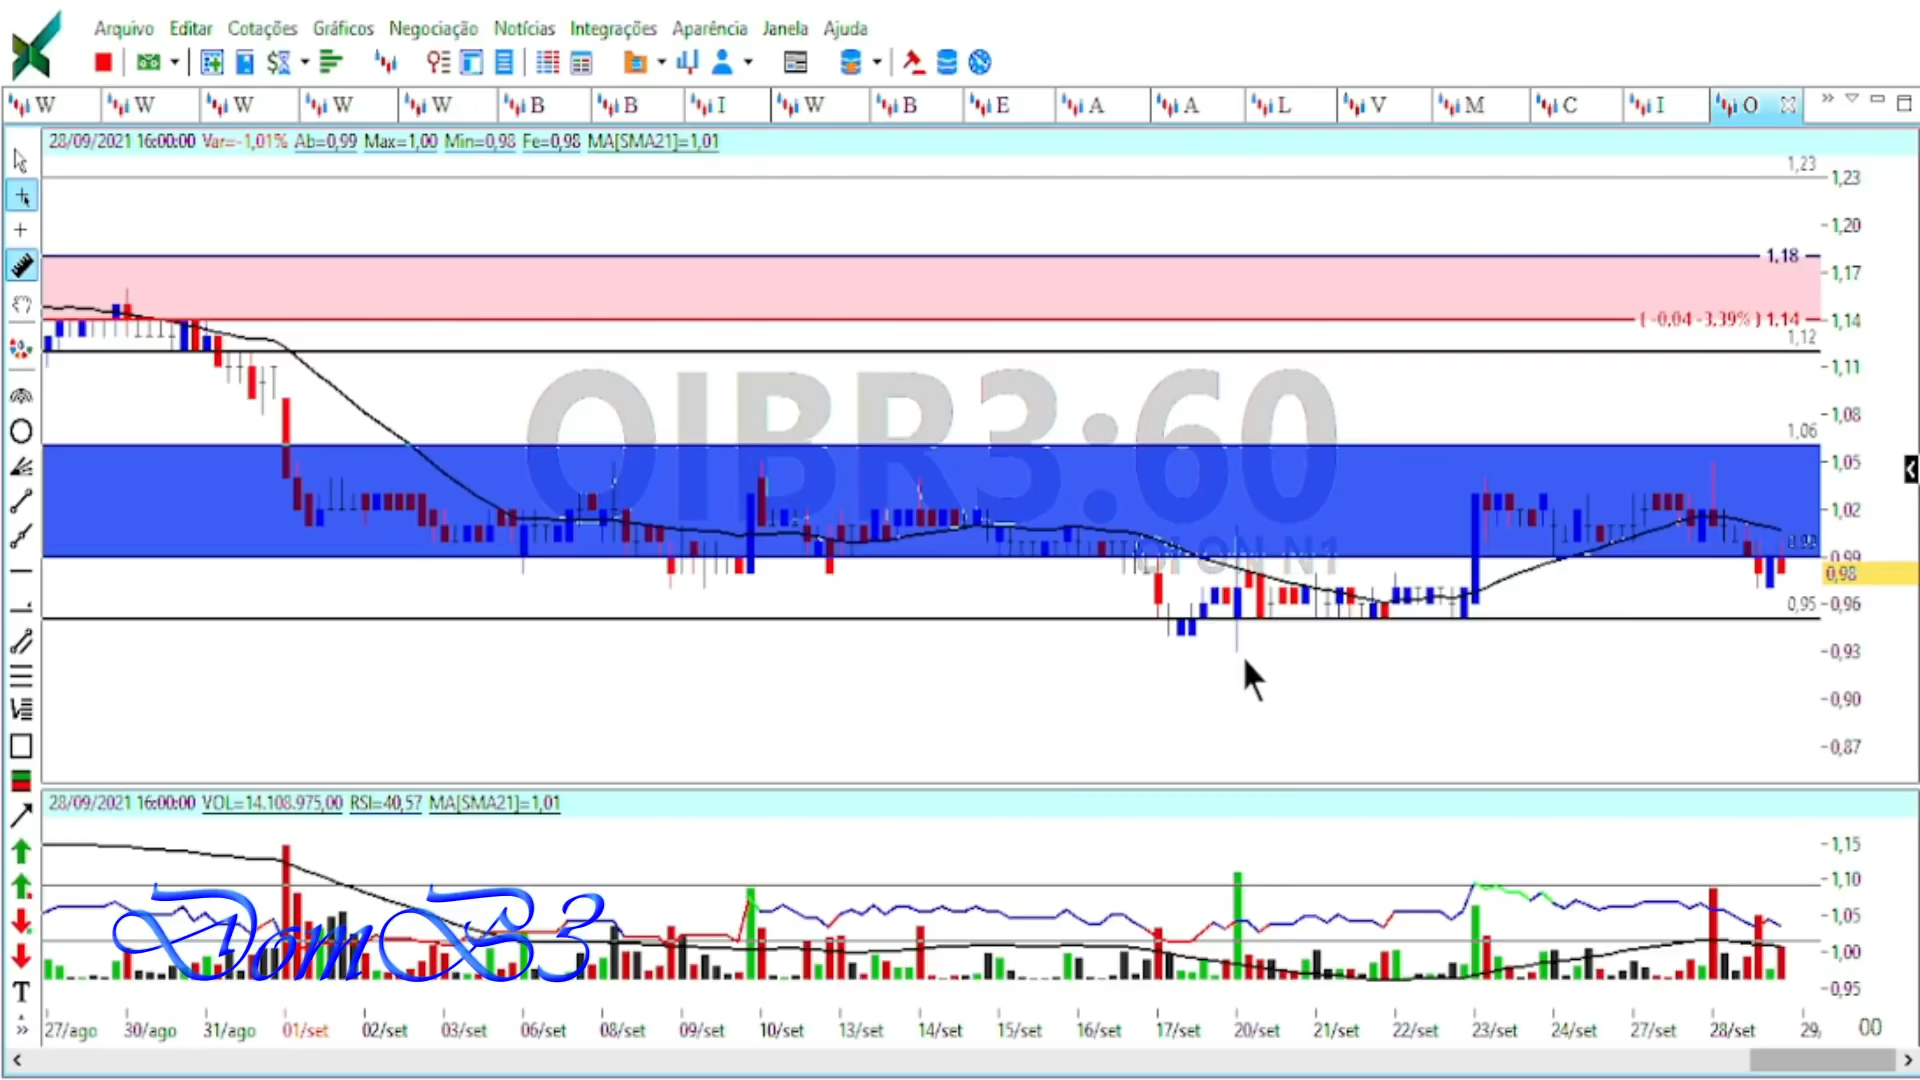 Arquivo Editar Cotações Gráficos Negociação Notícias Integrações Aparência Janela Ajuda
W W W W W B B I W B E A A L V M C I O
28/09/2021 16:00:00 Var=-1,01% Ab=0,99 Max=1,00 Min=0,98 Fe=0,98 MA[SMA21]=1,01
1,23
1,23
1,20
1,18
1,17
( -0,04 -3,39% ) 1,14
1,14
1,12
1,11
OIBR3:60
1,08
1,06
1,05
1,02
0,99
ON N1
0,98
0,95
0,96
0,93
0,90
0,87
28/09/2021 16:00:00 VOL=14.108.975,00 RSI=40,57 MA[SMA21]=1,01
1,15
1,10
1,05
DomB3
1,00
0,95
T
27/ago 30/ago 31/ago 01/set 02/set 03/set 06/set 08/set 09/set 10/set 13/set 14/set 15/set 16/set 17/set 20/set 21/set 22/set 23/set 24/set 27/set 28/set 29, 00